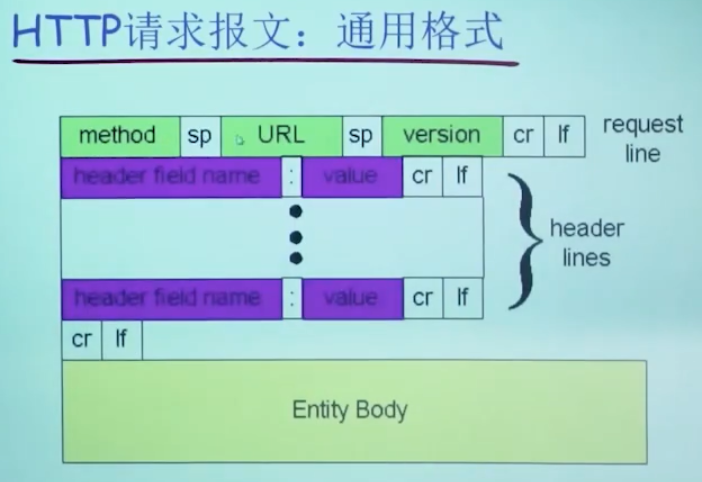 HTTP请求报文：通用格式
method sp URL sp version cr lf request line
header field name : value cr lf
header lines
header field name : value cr lf
cr lf
Entity Body